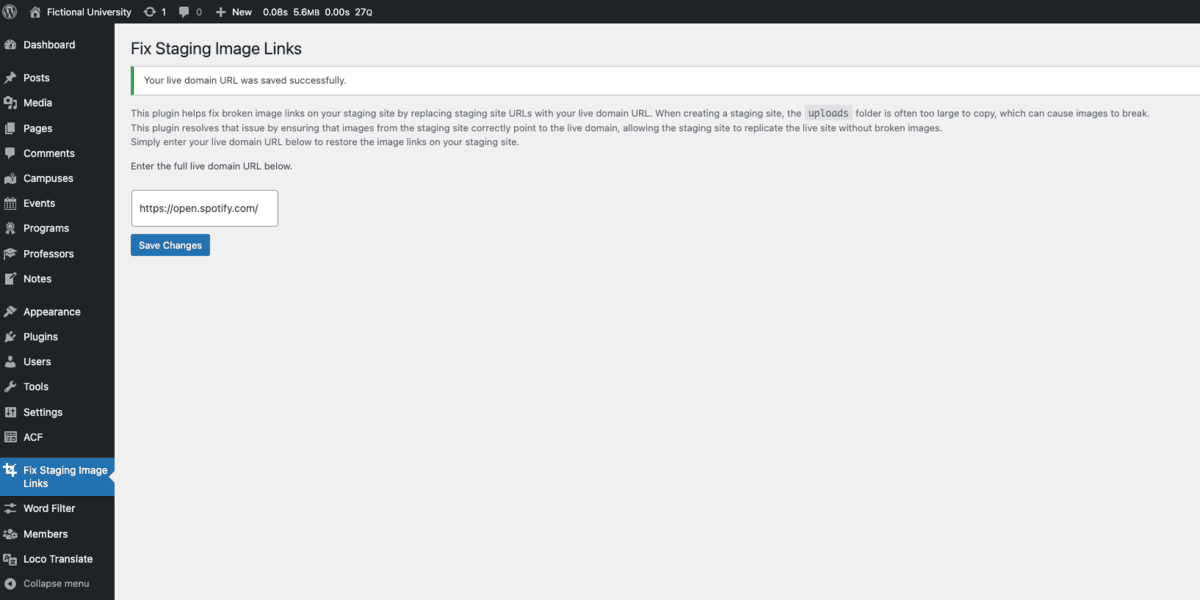 Fictional University 1 0 New 0.08s 5.6MB 0.00s 27Q
Dashboard
Posts
Media
Pages
Comments
Campuses
Events
Programs
Professors
Notes
Appearance
Plugins
Users
Tools
Settings
ACF
Fix Staging Image
Links
Word Filter
Members
Loco Translate
Collapse menu
Fix Staging Image Links
Your live domain URL was saved successfully.
This plugin helps fix broken image links on your staging site by replacing staging site URLs with your live domain URL. When creating a staging site, the uploads folder is often too large to copy, which can cause images to break.
This plugin resolves that issue by ensuring that images from the staging site correctly point to the live domain, allowing the staging site to replicate the live site without broken images.
Simply enter your live domain URL below to restore the image links on your staging site.
Enter the full live domain URL below.
https://open.spotify.com/
Save Changes